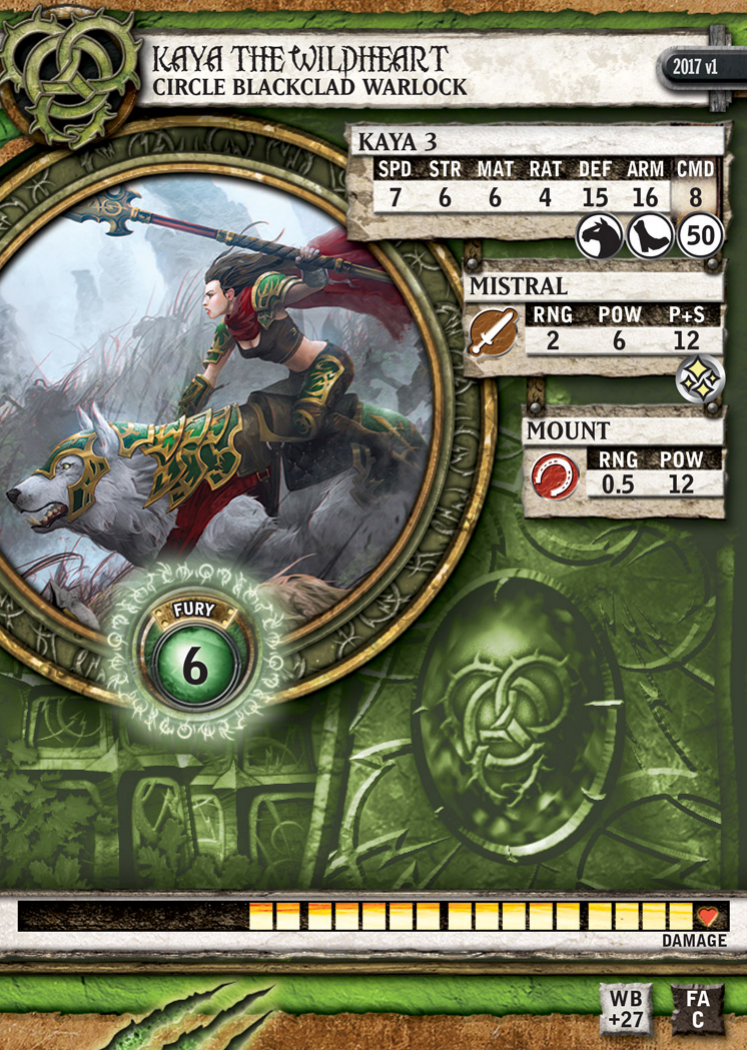 KAYA THE WILDHEART
CIRCLE BLACKCLAD WARLOCK
2017 v1
KAYA 3
SPD STR MAT RAT DEF ARM CMD
7 6 6 4 15 16 8
50
MISTRAL
RNG POW P+S
2 6 12
MOUNT
RNG POW
0.5 12
FURY
6
DAMAGE
WB FA
+27 C